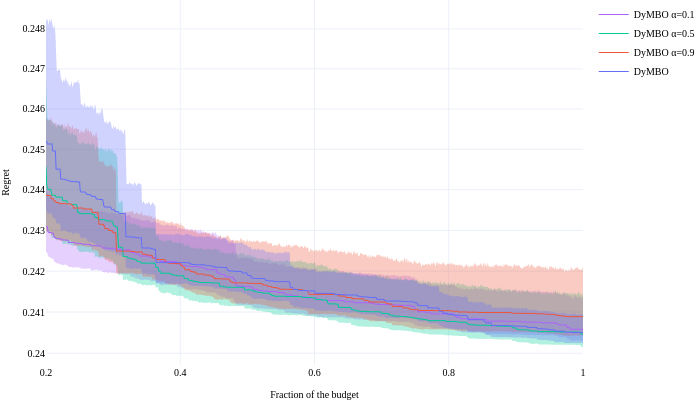 DyMBO α=0.1
DyMBO α=0.5
DyMBO α=0.9
DyMBO
0.248
0.247
0.246
0.245
0.244
0.243
0.242
0.241
0.24
Regret
0.2 0.4 0.6 0.8 1
Fraction of the budget